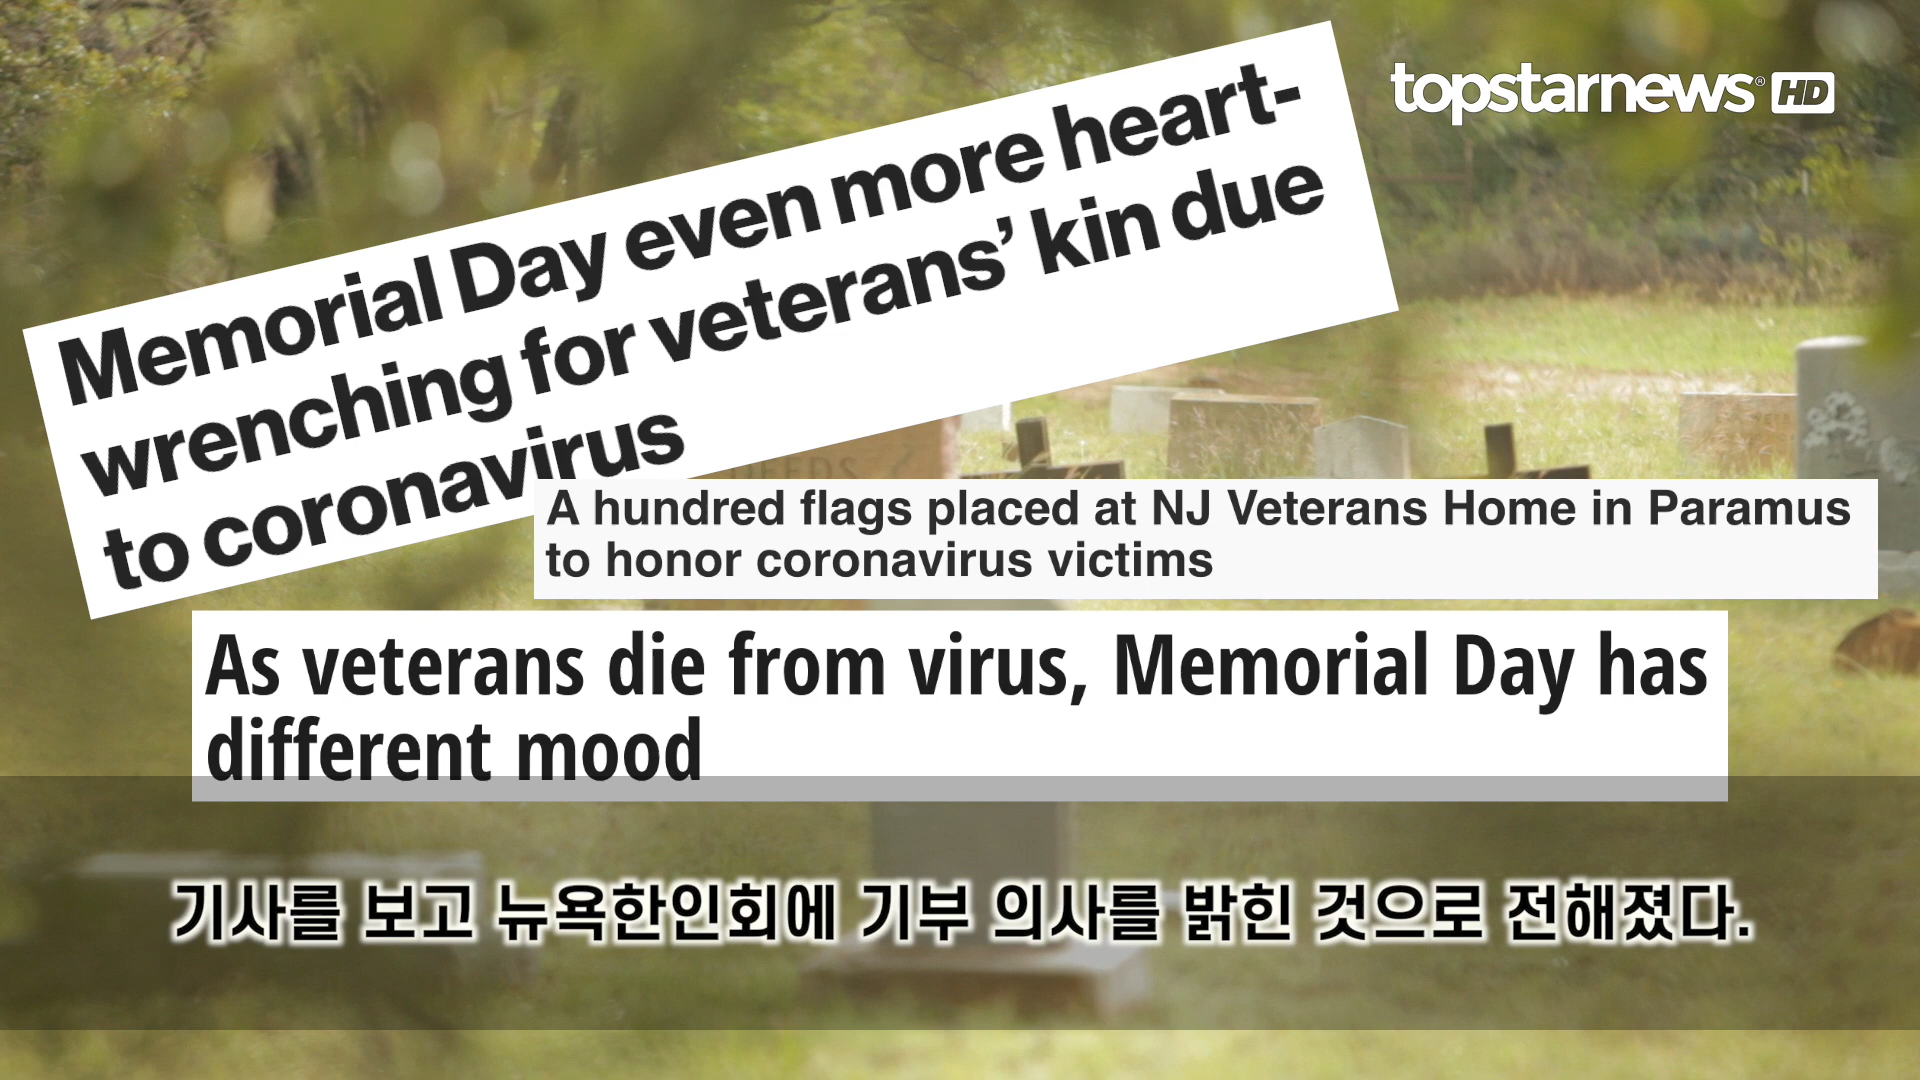 topstarnews® HD
Memorial Day even more heart-
wrenching for veterans’ kin due
to coronavirus
A hundred flags placed at NJ Veterans Home in Paramus
to honor coronavirus victims
As veterans die from virus, Memorial Day has
different mood
기사를 보고 뉴욕한인회에 기부 의사를 밝힌 것으로 전해졌다.